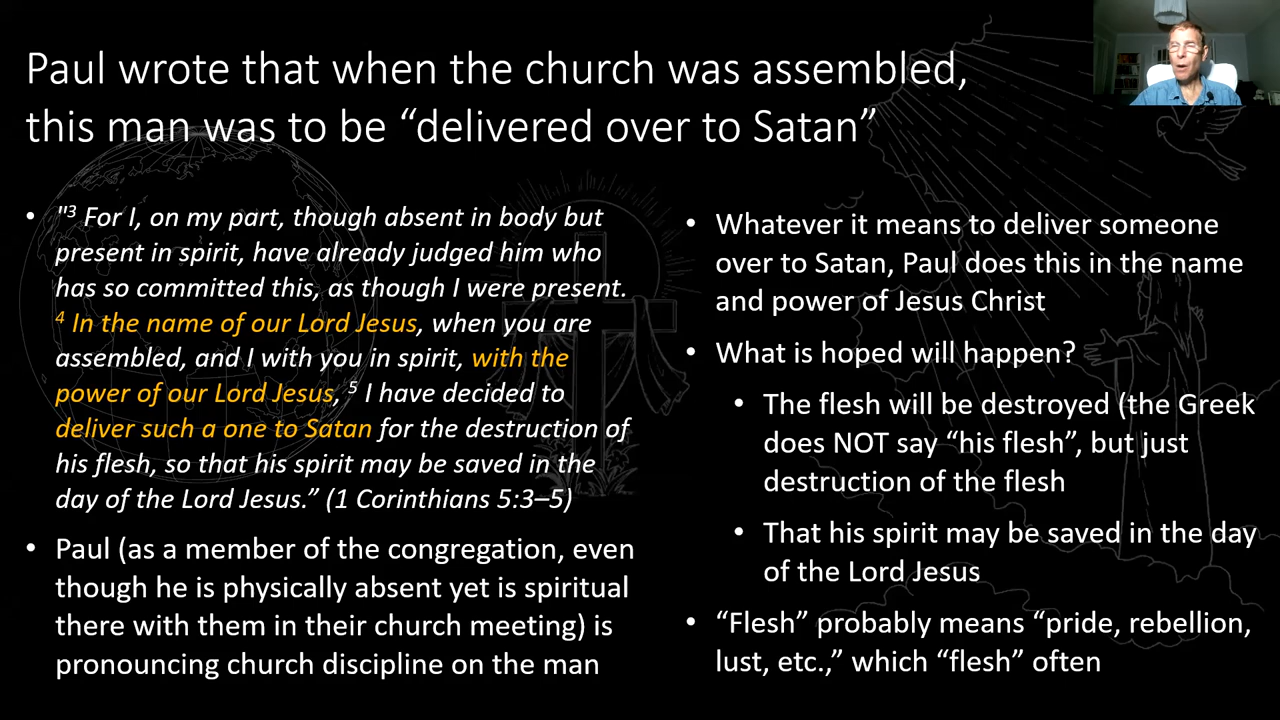 Paul wrote that when the church was assembled,
this man was to be “delivered over to Satan”
• "³ For I, on my part, though absent in body but
present in spirit, have already judged him who
has so committed this, as though I were present.
⁴ In the name of our Lord Jesus, when you are
assembled, and I with you in spirit, with the
power of our Lord Jesus, ⁵ I have decided to
deliver such a one to Satan for the destruction of
his flesh, so that his spirit may be saved in the
day of the Lord Jesus.” (1 Corinthians 5:3–5)
• Paul (as a member of the congregation, even
though he is physically absent yet is spiritual
there with them in their church meeting) is
pronouncing church discipline on the man
• Whatever it means to deliver someone
over to Satan, Paul does this in the name
and power of Jesus Christ
• What is hoped will happen?
• The flesh will be destroyed (the Greek
does NOT say “his flesh”, but just
destruction of the flesh
• That his spirit may be saved in the day
of the Lord Jesus
• “Flesh” probably means “pride, rebellion,
lust, etc.,” which “flesh” often